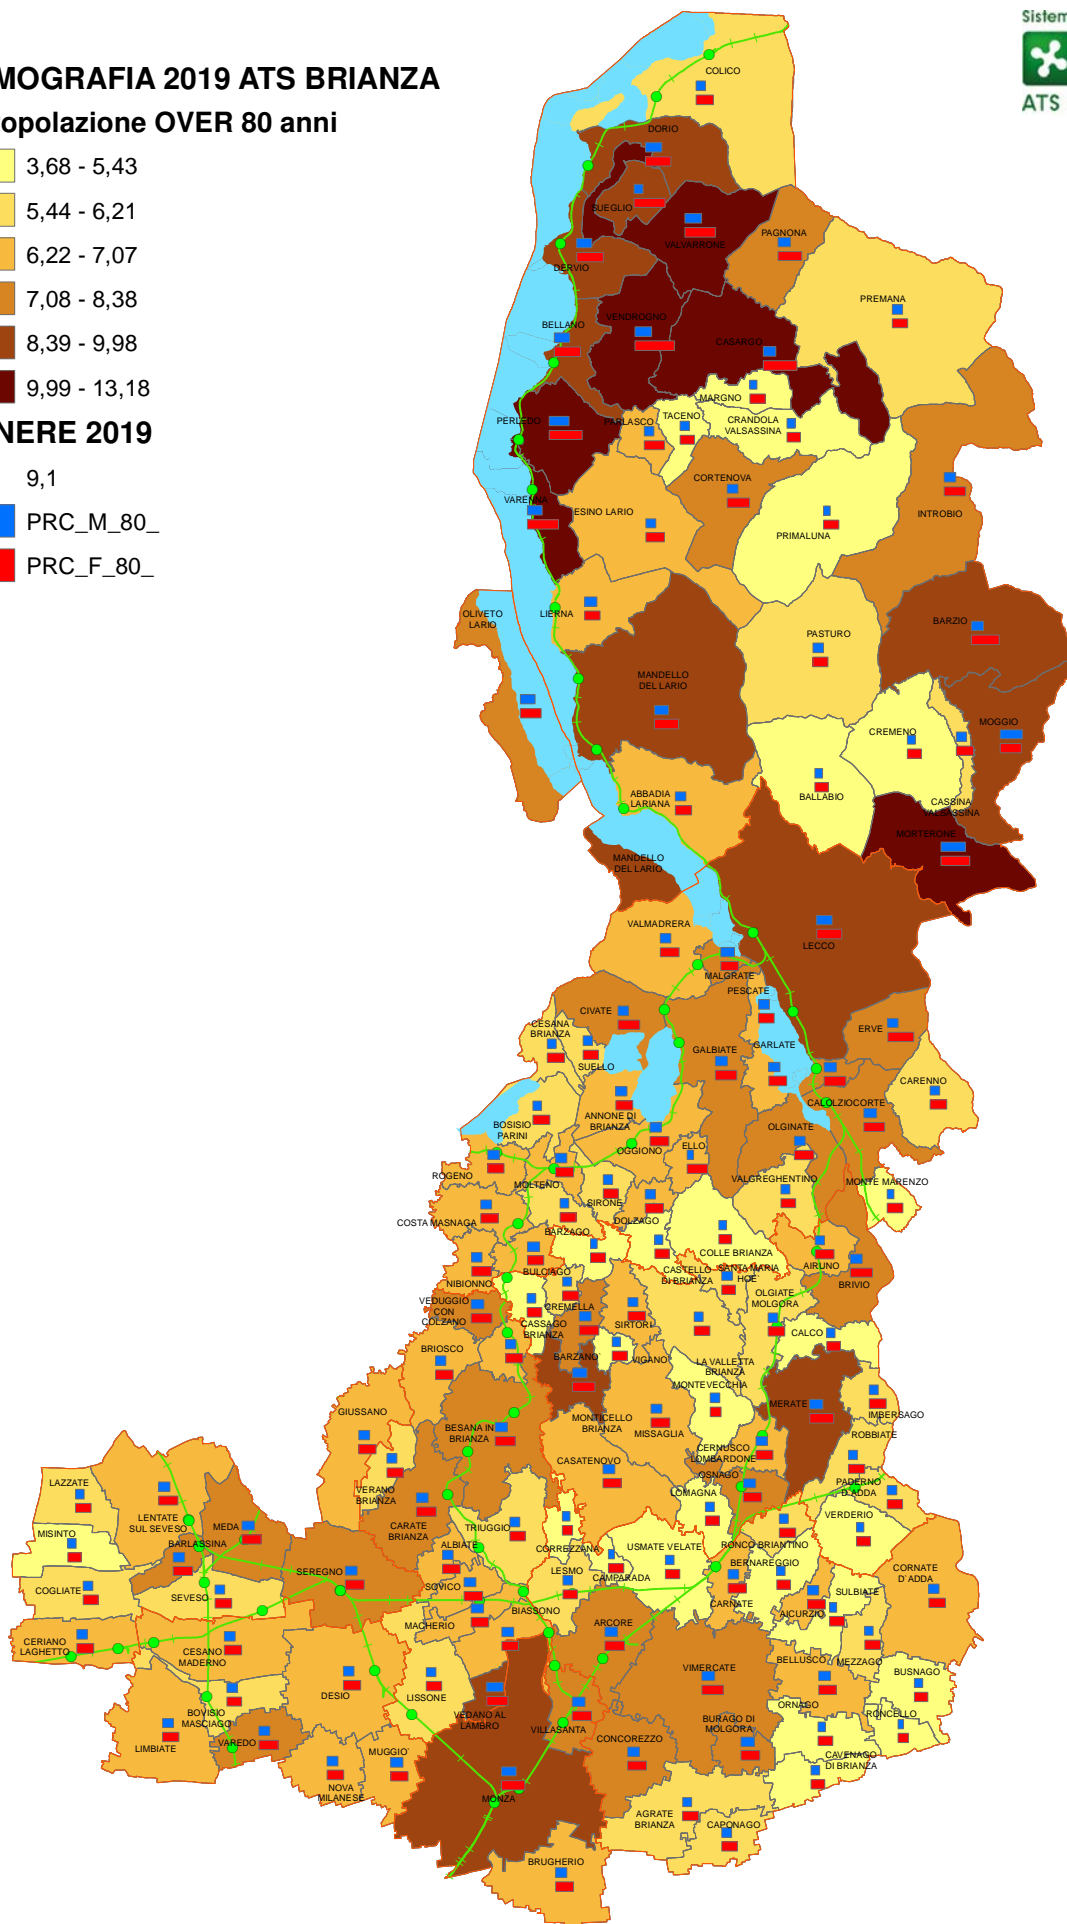 Sistem
ATS
MOGRAFIA 2019 ATS BRIANZA
opolazione OVER 80 anni
3,68 - 5,43
5,44 - 6,21
6,22 - 7,07
7,08 - 8,38
8,39 - 9,98
9,99 - 13,18
NERE 2019
9,1
PRC_M_80_
PRC_F_80_
COLICO
DORIO
SUEGLIO
VALVARRONE
PAGNONA
DERVIO
PREMANA
VENDROGNO
BELLANO
CASARGO
MARGNO
TACENO
CRANDOLA
VALSASSINA
PERLEDO
PARLASCO
CORTENOVA
VARENNA
ESINO LARIO
INTROBIO
PRIMALUNA
OLIVETO
LARIO
LIERNA
BARZIO
PASTURO
MANDELLO
DEL LARIO
MOGGIO
CREMENO
ABBADIA
LARIANA
BALLABIO
CASSINA
VALSASSINA
MORTERONE
MANDELLO
DEL LARIO
VALMADRERA
LECCO
MALGRATE
PESCATE
CIVATE
CESANA
BRIANZA
ERVE
GARLATE
GALBIATE
SUELLO
CARENNO
CALOLZIOCORTE
ANNONE DI
BRIANZA
BOSISIO
PARINI
OLGINATE
OGGIONO
ELLO
ROGENO
VALGREGHENTINO
MONTE MARENZO
MOLTENO
SIRONE
DOLZAGO
COSTA MASNAGA
BARZAGO
COLLE BRIANZA
AIRUNO
CASTELLO
DI BRIANZA
SANTA MARIA
HOE`
BULCIAGO
NIBIONNO
BRIVIO
OLGIATE
MOLGORA
VEDUGGIO
CON
COLZANO
CREMELLA
CASSAGO
BRIANZA
SIRTORI
CALCO
BRIOSCO
BARZANO`
VIGANO`
LA VALLETTA
BRIANZA
MONTEVECCHIA
MERATE
GIUSSANO
IMBERSAGO
MONTICELLO
BRIANZA
BESANA IN
BRIANZA
MISSAGLIA
ROBBIATE
CERNUSCO
LOMBARDONE
CASATENOVO
OSNAGO
PADERNO
D`ADDA
LAZZATE
VERANO
BRIANZA
LOMAGNA
VERDERIO
LENTATE
SUL SEVESO
MEDA
CARATE
BRIANZA
TRIUGGIO
MISINTO
BARLASSINA
ALBIATE
CORREZZANA
USMATE VELATE
RONCO BRIANTINO
BERNAREGGIO
CORNATE
D`ADDA
SEREGNO
LESMO
CAMPARADA
COGLIATE
SEVESO
SOVICO
SULBIATE
CARNATE
AICURZIO
BIASSONO
MACHERIO
ARCORE
CERIANO
LAGHETTO
CESANO
MADERNO
BELLUSCO
MEZZAGO
VIMERCATE
BUSNAGO
DESIO
LISSONE
ORNAGO
RONCELLO
BOVISIO
MASCIAGO
VEDANO AL
LAMBRO
VILLASANTA
BURAGO DI
MOLGORA
CONCOREZZO
VAREDO
LIMBIATE
MUGGIO`
CAVENAGO
DI BRIANZA
NOVA
MILANESE
MONZA
AGRATE
BRIANZA
CAPONAGO
BRUGHERIO